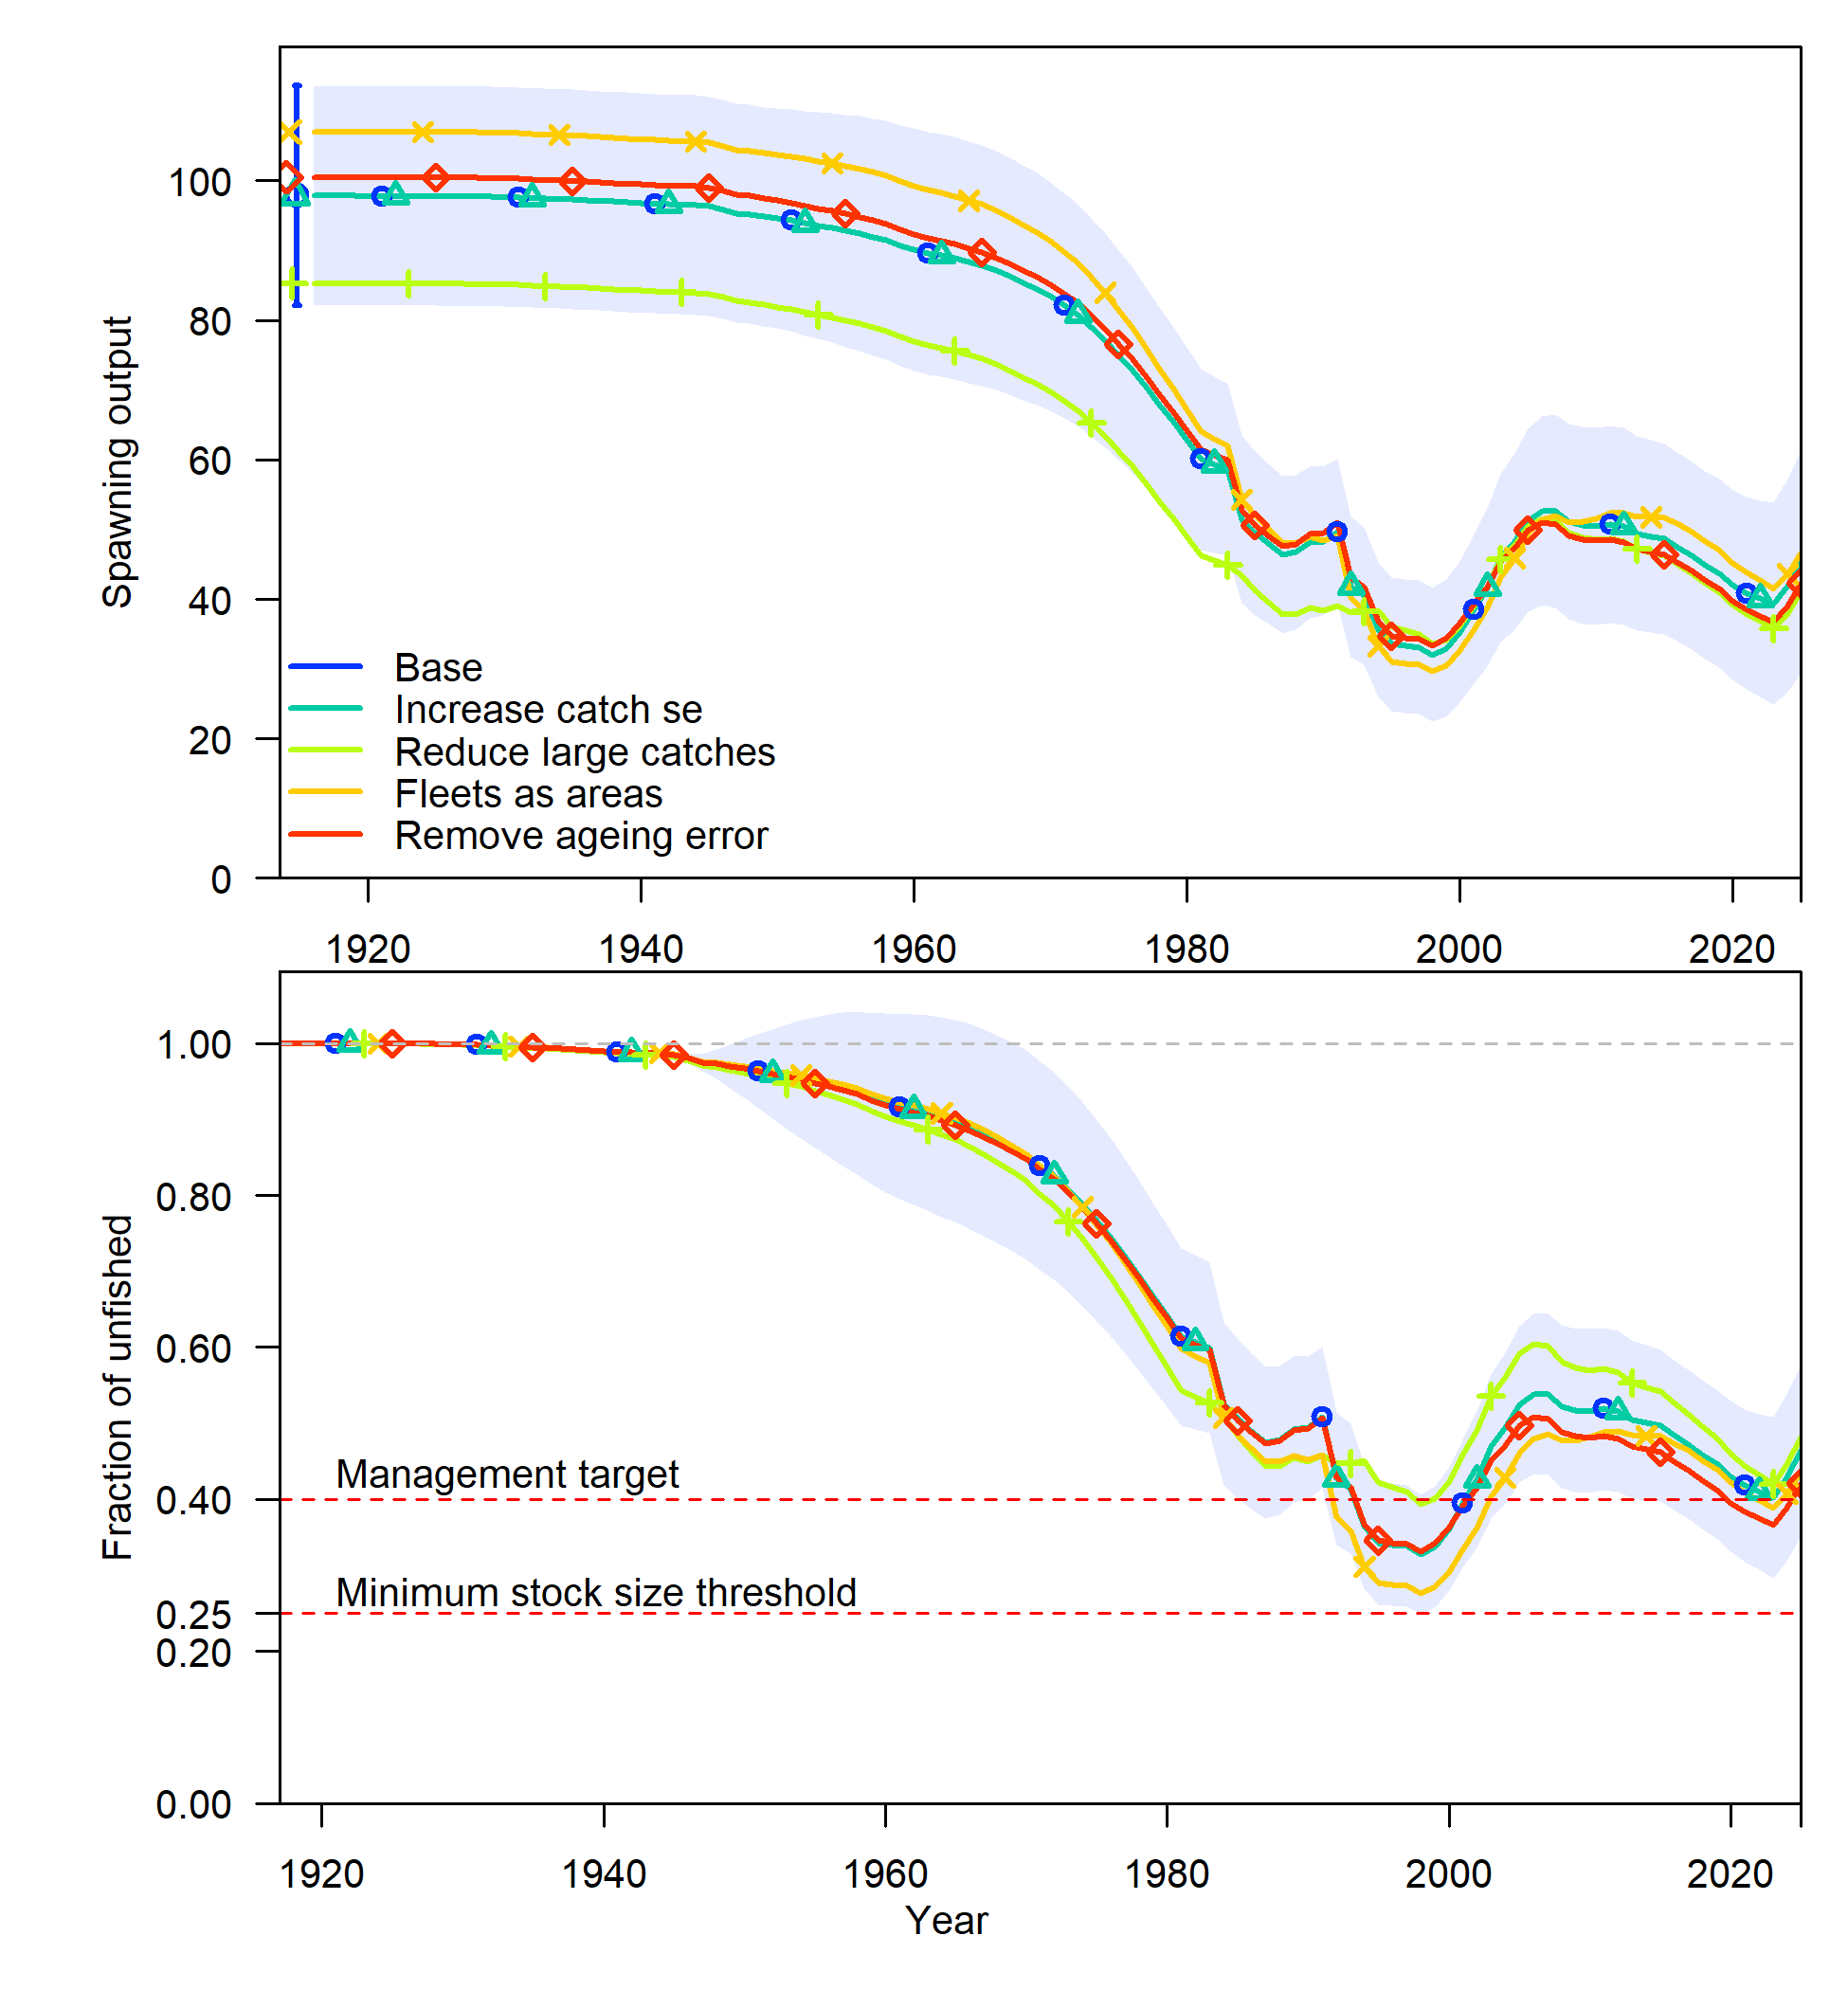 Spawning output
100
80
60
40
20
0
Base
Increase catch se
Reduce large catches
Fleets as areas
Remove ageing error
1920 1940 1960 1980 2000 2020
Fraction of unfished
1.00
0.80
0.60
0.40
0.25
0.20
0.00
Management target
Minimum stock size threshold
1920 1940 1960 1980 2000 2020
Year